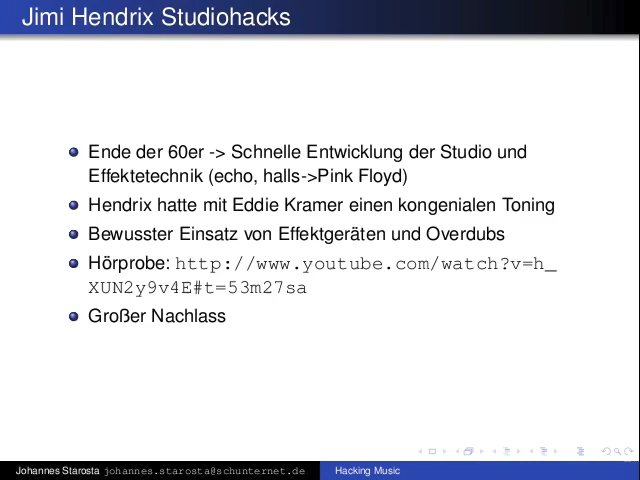 Jimi Hendrix Studiohacks
Ende der 60er -> Schnelle Entwicklung der Studio und
Effektetechnik (echo, halls->Pink Floyd)
Hendrix hatte mit Eddie Kramer einen kongenialen Toning
Bewusster Einsatz von Effektgeräten und Overdubs
Hörprobe: http://www.youtube.com/watch?v=h_
XUN2y9v4E#t=53m27sa
Großer Nachlass
Johannes Starosta johannes.starosta@schunternet.de
Hacking Music